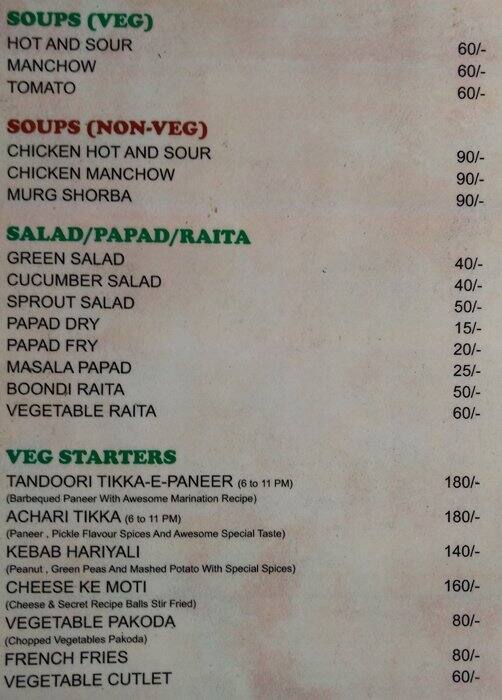 SOUPS (VEG)
HOT AND SOUR 60/-
MANCHOW 60/-
TOMATO 60/-
SOUPS (NON-VEG)
CHICKEN HOT AND SOUR 90/-
CHICKEN MANCHOW 90/-
MURG SHORBA 90/-
SALAD/PAPAD/RAITA
GREEN SALAD 40/-
CUCUMBER SALAD 40/-
SPROUT SALAD 50/-
PAPAD DRY 15/-
PAPAD FRY 20/-
MASALA PAPAD 25/-
BOONDI RAITA 50/-
VEGETABLE RAITA 60/-
VEG STARTERS
TANDOORI TIKKA-E-PANEER (6 to 11 PM) 180/-
(Barbequed Paneer With Awesome Marination Recipe)
ACHARI TIKKA (6 to 11 PM) 180/-
(Paneer , Pickle Flavour Spices And Awesome Special Taste)
KEBAB HARIYALI 140/-
(Peanut , Green Peas And Mashed Potato With Special Spices)
CHEESE KE MOTI 160/-
(Cheese & Secret Recipe Balls Stir Fried)
VEGETABLE PAKODA 80/-
(Chopped Vegetables Pakoda)
FRENCH FRIES 80/-
VEGETABLE CUTLET 60/-